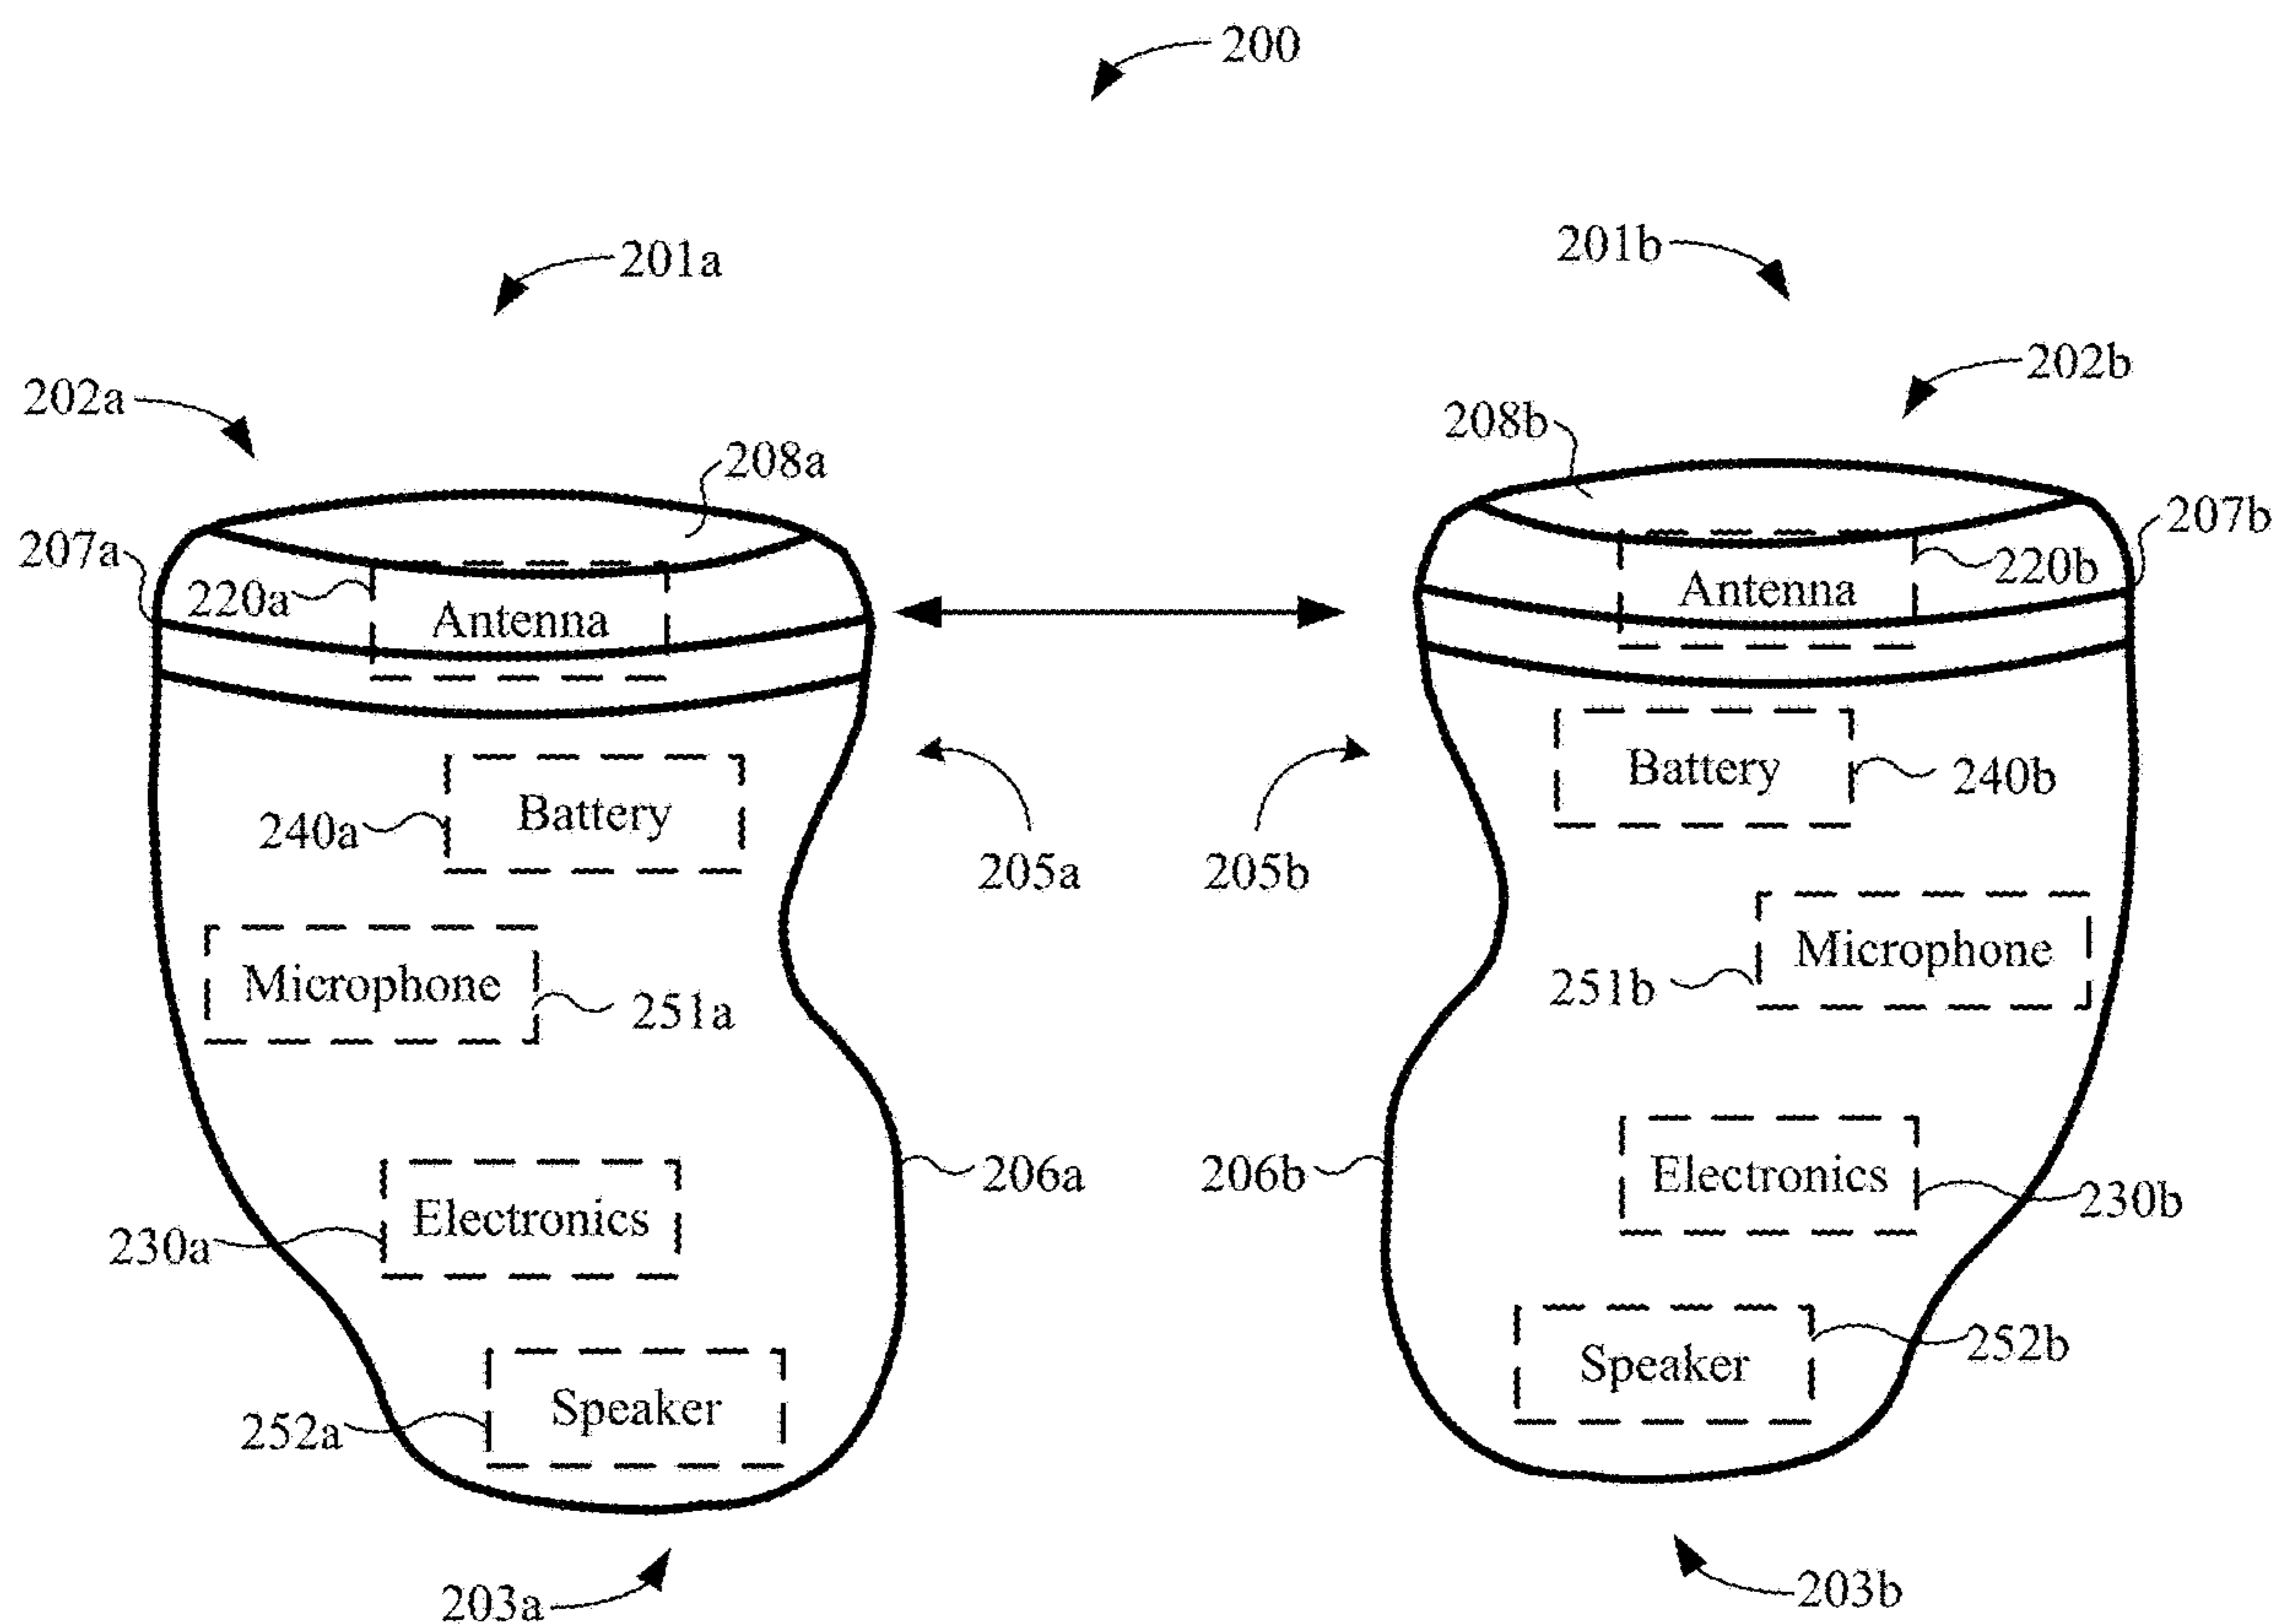 200
201a
201b
202a
202b
208a
208b
207a
207b
220a
Antenna
Antenna
220b
Battery
240a
Battery
240b
205a
205b
Microphone
251a
Microphone
251b
206a
206b
Electronics
230a
Electronics
230b
Speaker
252a
Speaker
252b
203a
203b